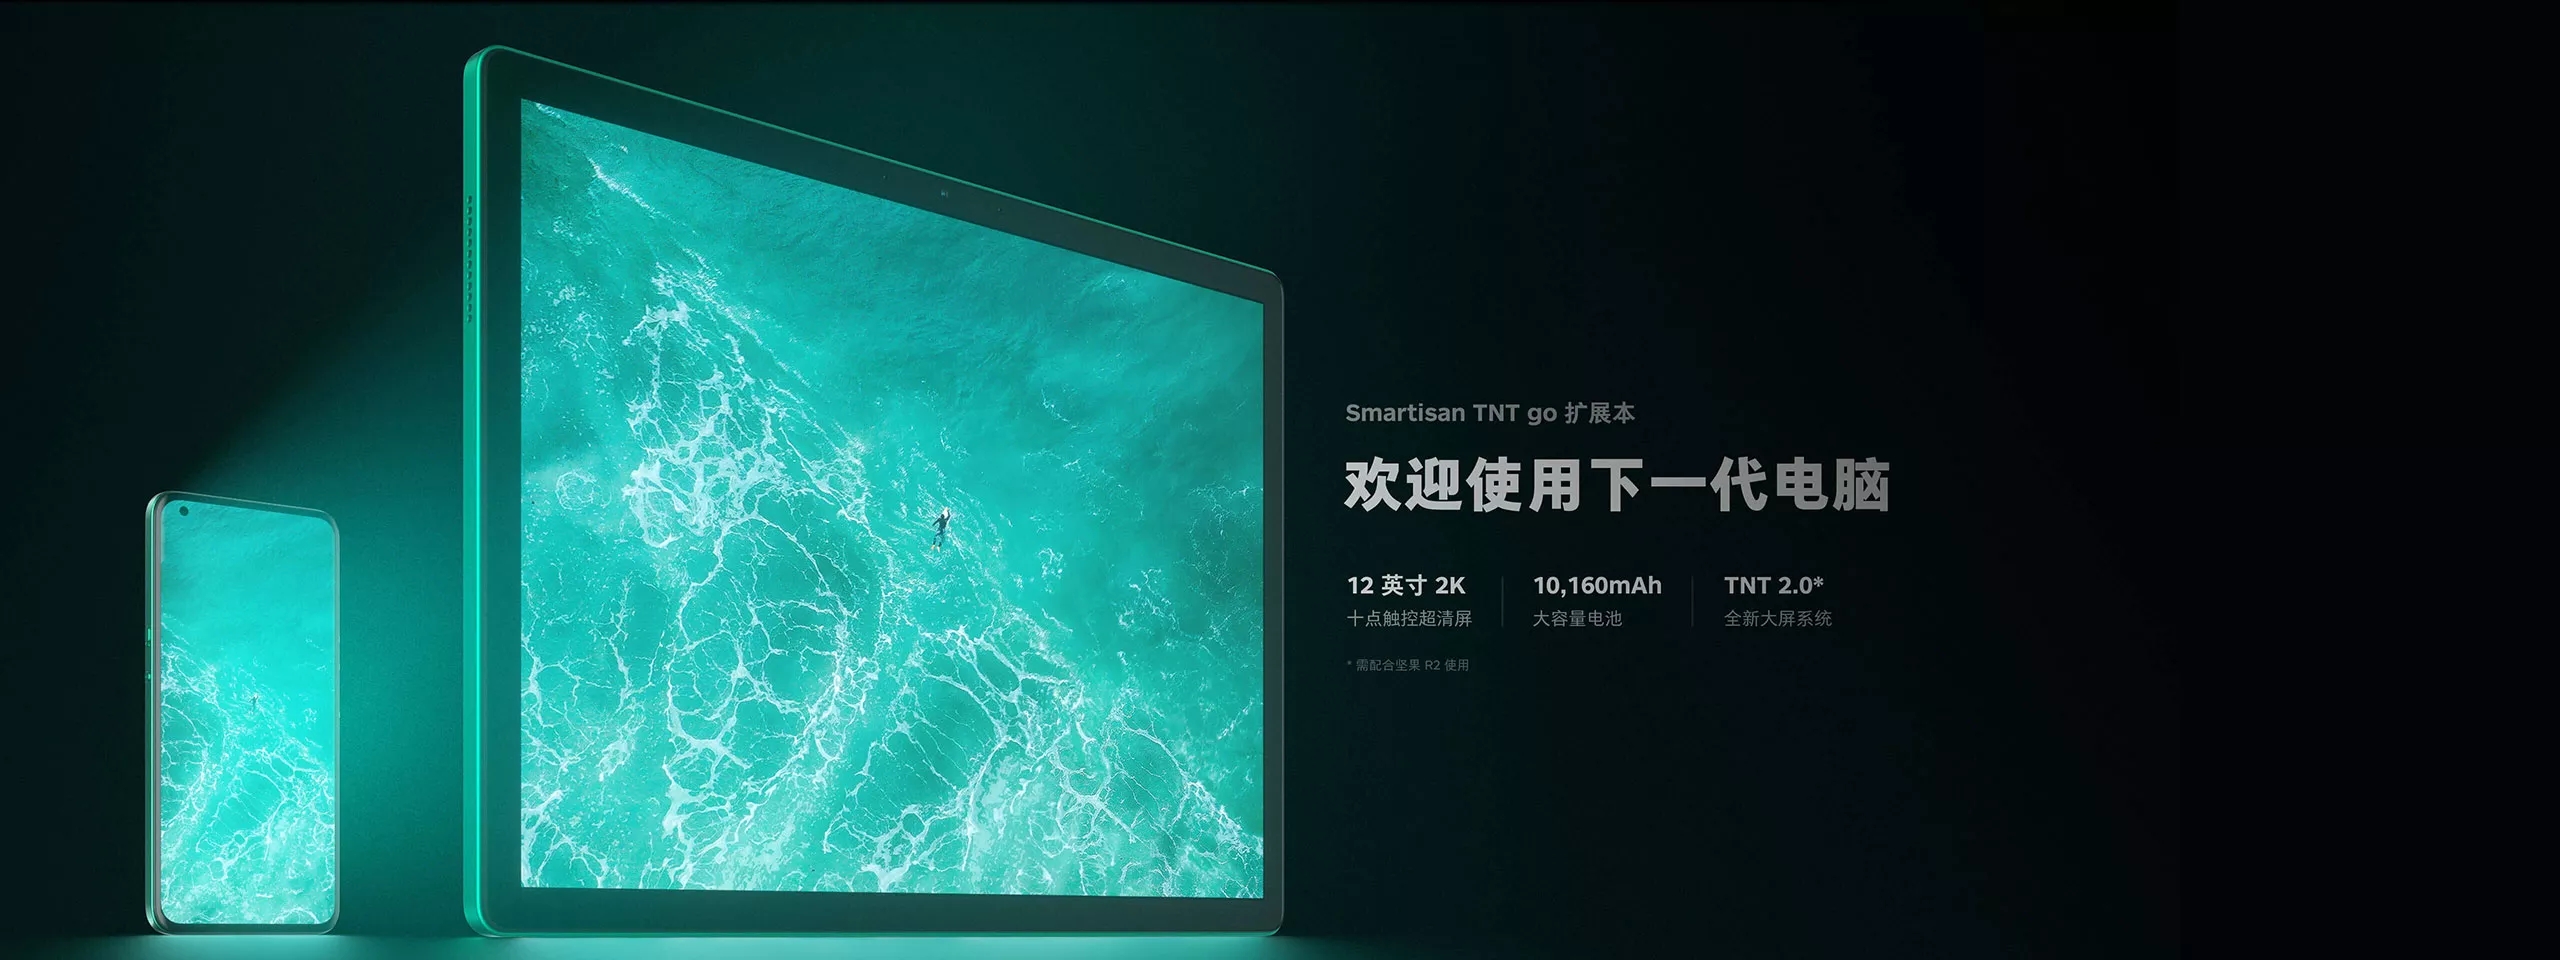 Smartisan TNT go 扩展本
欢迎使用下一代电脑
12 英寸 2K
十点触控超清屏
10,160mAh
大容量电池
TNT 2.0*
全新大屏系统
* 需配合坚果 R2 使用